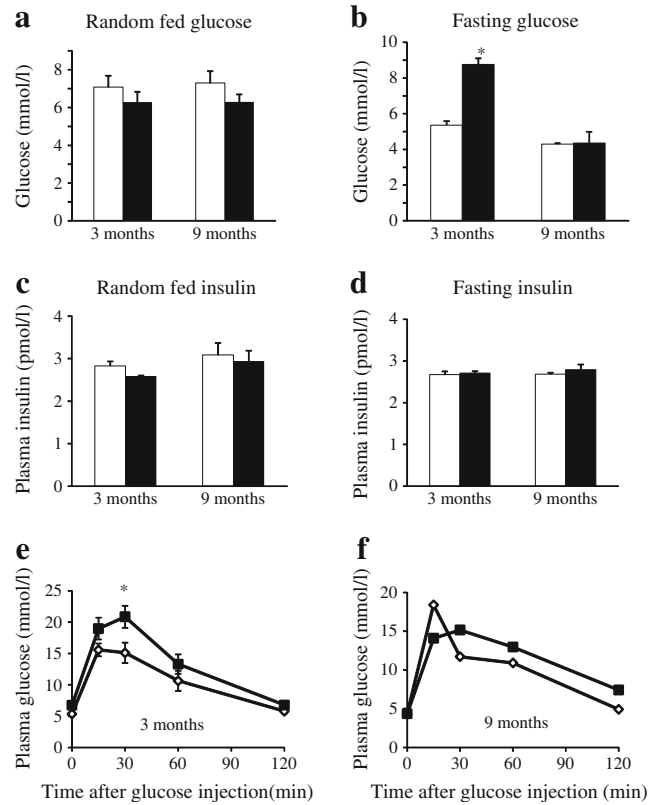 a Random fed glucose
Glucose (mmol/l)
8
6
4
2
0
3 months 9 months
b Fasting glucose
Glucose (mmol/l)
10
8
6
4
2
0
*
3 months 9 months
c Random fed insulin
Plasma insulin (pmol/l)
5
4
3
2
1
0
3 months 9 months
d Fasting insulin
Plasma insulin (pmol/l)
4
3
2
1
0
3 months 9 months
e
Plasma glucose (mmol/l)
25
20
15
10
5
0
*
3 months
0 30 60 90 120
Time after glucose injection(min)
f
Plasma glucose (mmol/l)
20
15
10
5
0
9 months
0 30 60 90 120
Time after glucose injection (min)